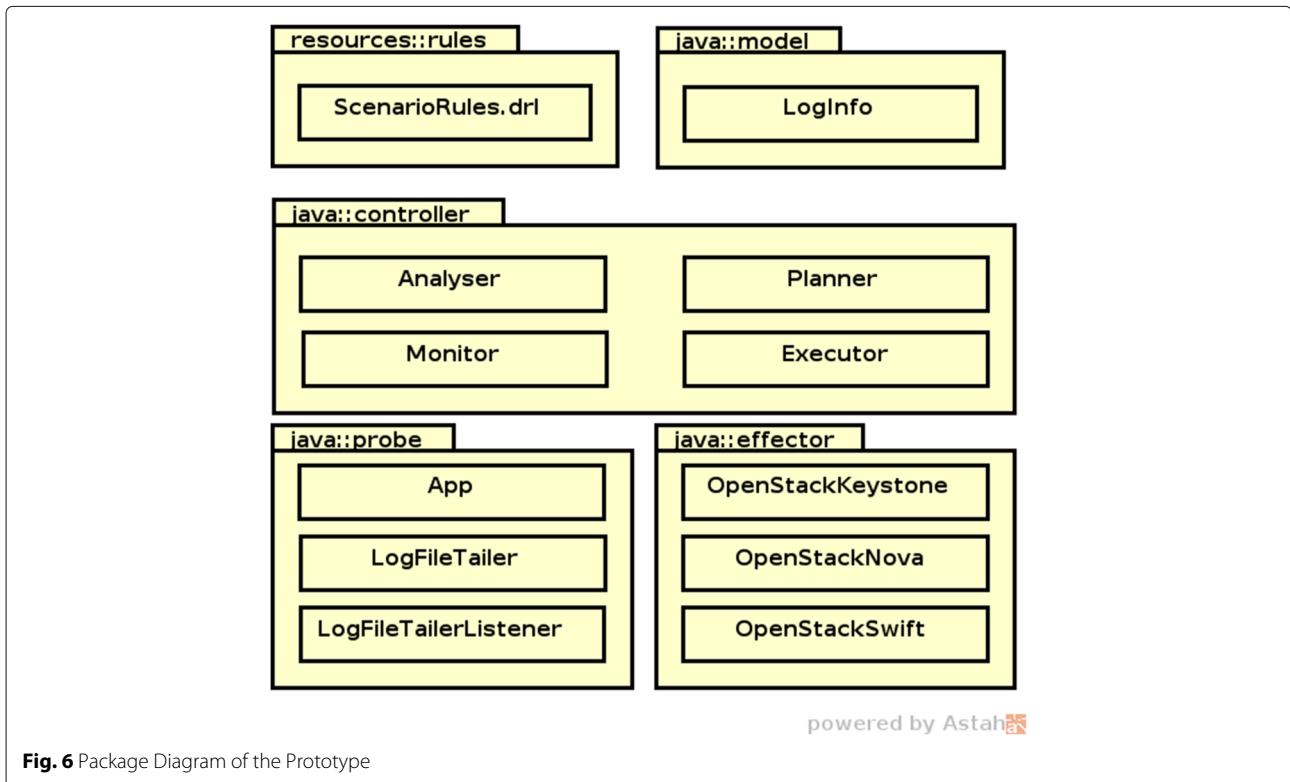 resources::rules
ScenarioRules.drl
java::model
LogInfo
java::controller
Analyser
Planner
Monitor
Executor
java::probe
App
LogFileTailer
LogFileTailerListener
java::effector
OpenStackKeystone
OpenStackNova
OpenStackSwift
powered by Astah
Fig. 6 Package Diagram of the Prototype